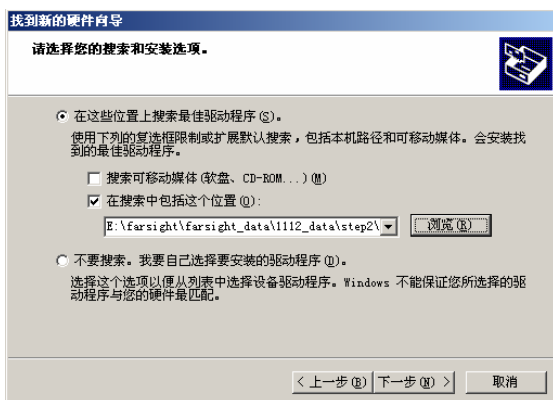 找到新的硬件向导
请选择您的搜索和安装选项。
在这些位置上搜索最佳驱动程序(S)。
使用下列的复选框限制或扩展默认搜索，包括本机路径和可移动媒体。会安装找
到的最佳驱动程序。
搜索可移动媒体(软盘、CD-ROM...)(M)
在搜索中包括这个位置(O):
E:\farsight\farsight_data\1112_data\step2\
浏览(R)
不要搜索。我要自己选择要安装的驱动程序(D)。
选择这个选项以便从列表中选择设备驱动程序。Windows 不能保证您所选择的驱
动程序与您的硬件最匹配。
< 上一步(B) 下一步(N) > 取消